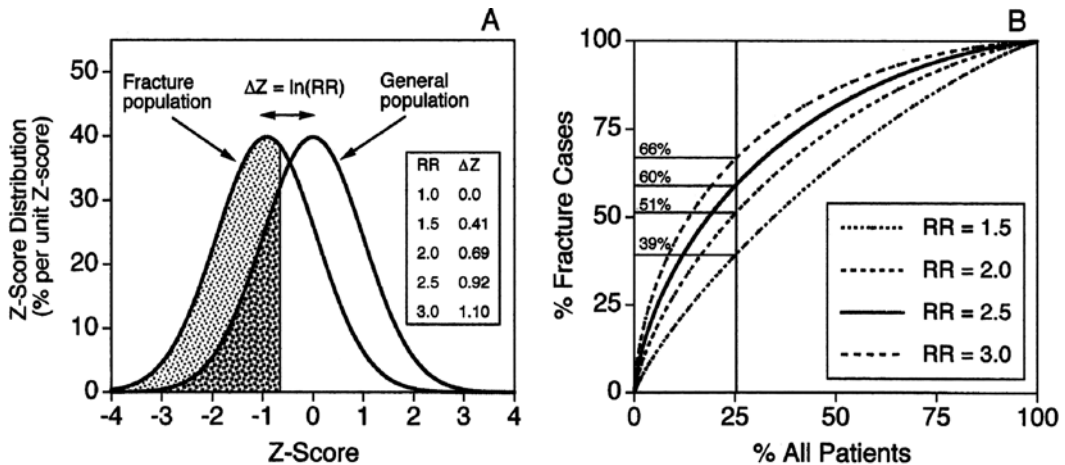 A
Fracture
population
ΔZ = ln(RR)
General
population
Z-Score Distribution
(% per unit Z-score)
50
40
30
20
10
0
RR ΔZ
1.0 0.0
1.5 0.41
2.0 0.69
2.5 0.92
3.0 1.10
-4 -3 -2 -1 0 1 2 3 4
Z-Score
B
% Fracture Cases
100
75
50
25
0
66%
60%
51%
39%
RR = 1.5
RR = 2.0
RR = 2.5
RR = 3.0
0 25 50 75 100
% All Patients